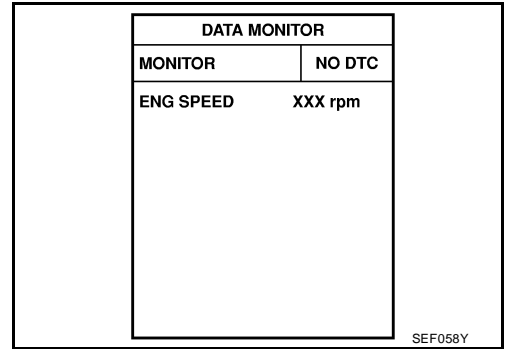 DATA MONITOR
MONITOR NO DTC
ENG SPEED XXX rpm
SEF058Y